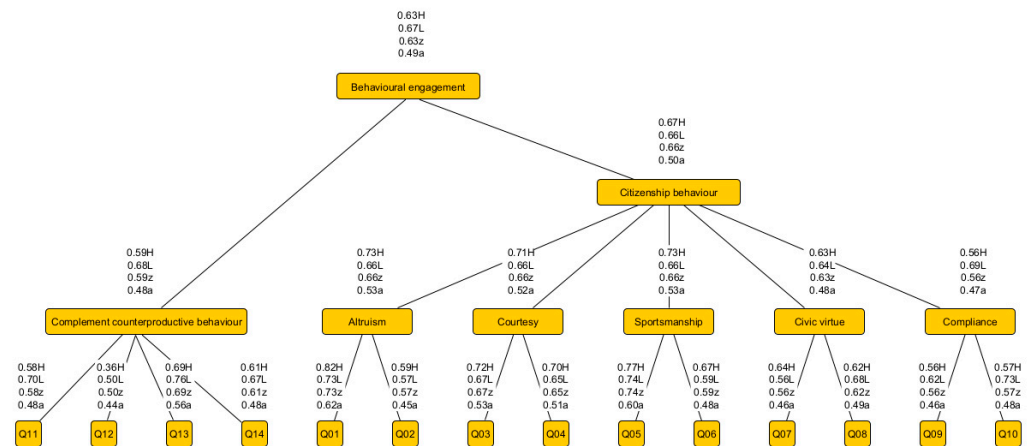 0.63H
0.67L
0.63z
0.49a
Behavioural engagement
0.67H
0.66L
0.66z
0.50a
Citizenship behaviour
0.59H
0.68L
0.59z
0.48a
0.73H
0.66L
0.66z
0.53a
0.71H
0.66L
0.66z
0.52a
0.73H
0.66L
0.66z
0.53a
0.63H
0.64L
0.63z
0.48a
0.56H
0.69L
0.56z
0.47a
Complement counterproductive behaviour
Altruism
Courtesy
Sportsmanship
Civic virtue
Compliance
0.58H
0.70L
0.58z
0.48a
0.36H
0.50L
0.50z
0.44a
0.69H
0.76L
0.69z
0.56a
0.61H
0.67L
0.61z
0.48a
0.82H
0.73L
0.73z
0.62a
0.59H
0.57L
0.57z
0.45a
0.72H
0.67L
0.67z
0.53a
0.70H
0.65L
0.65z
0.51a
0.77H
0.74L
0.74z
0.60a
0.67H
0.59L
0.59z
0.48a
0.64H
0.56L
0.56z
0.46a
0.62H
0.68L
0.62z
0.49a
0.56H
0.62L
0.56z
0.46a
0.57H
0.73L
0.57z
0.48a
Q11
Q12
Q13
Q14
Q01
Q02
Q03
Q04
Q05
Q06
Q07
Q08
Q09
Q10